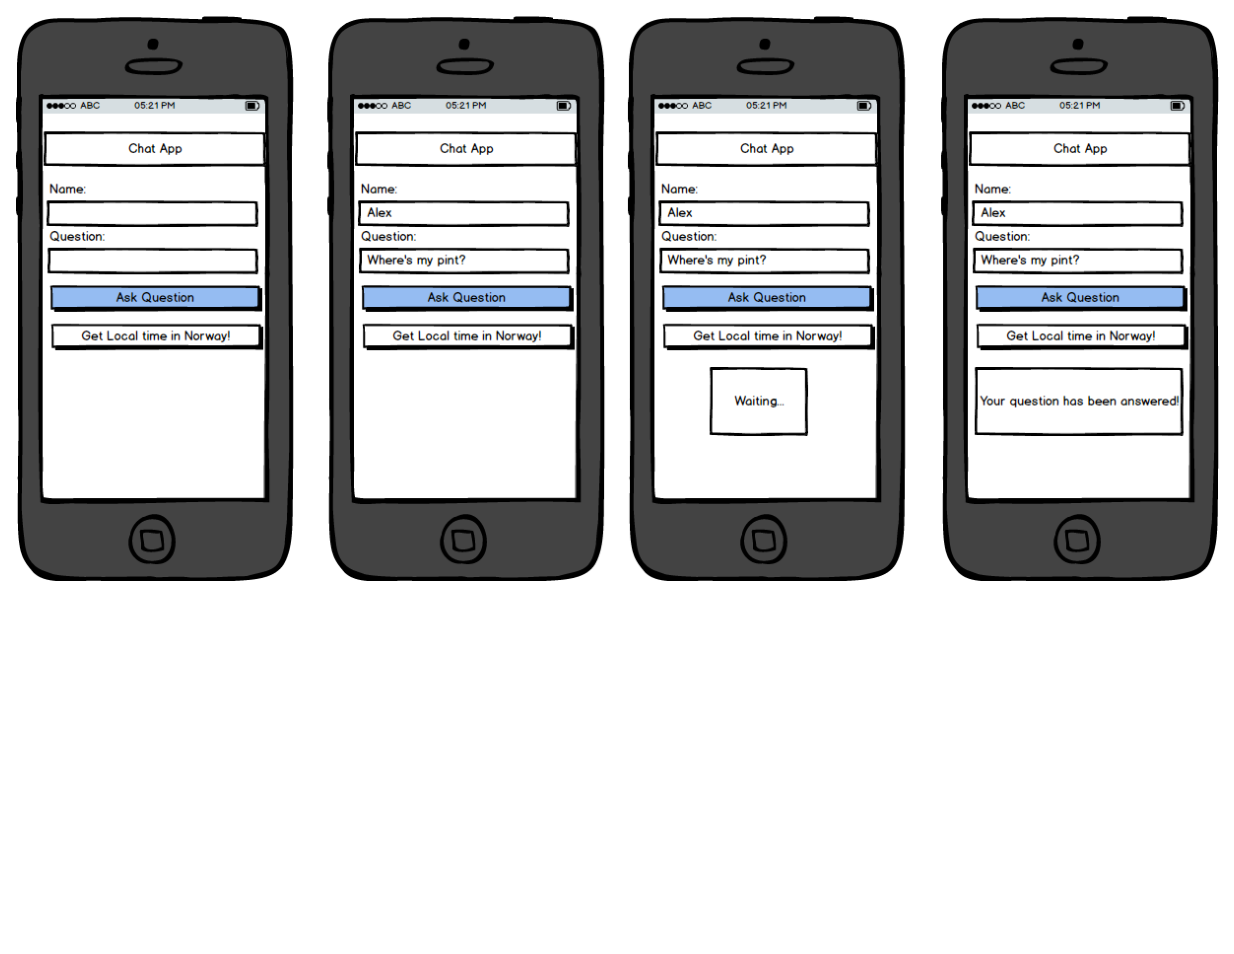 ABC 05:21 PM
Chat App
Name:
Question:
Ask Question
Get Local time in Norway!
ABC 05:21 PM
Chat App
Name:
Alex
Question:
Where's my pint?
Ask Question
Get Local time in Norway!
ABC 05:21 PM
Chat App
Name:
Alex
Question:
Where's my pint?
Ask Question
Get Local time in Norway!
Waiting...
ABC 05:21 PM
Chat App
Name:
Alex
Question:
Where's my pint?
Ask Question
Get Local time in Norway!
Your question has been answered!